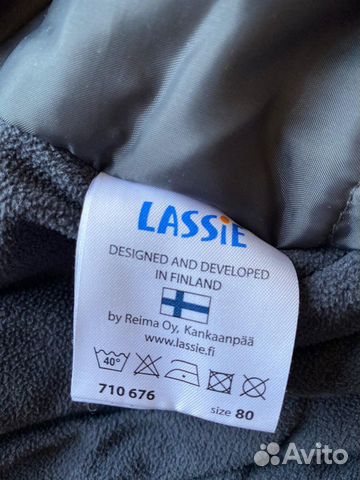 LASSiE
DESIGNED AND DEVELOPED
IN FINLAND
by Reima Oy, Kankaanpää
www.lassie.fi
40°
710 676
size 80
Avito